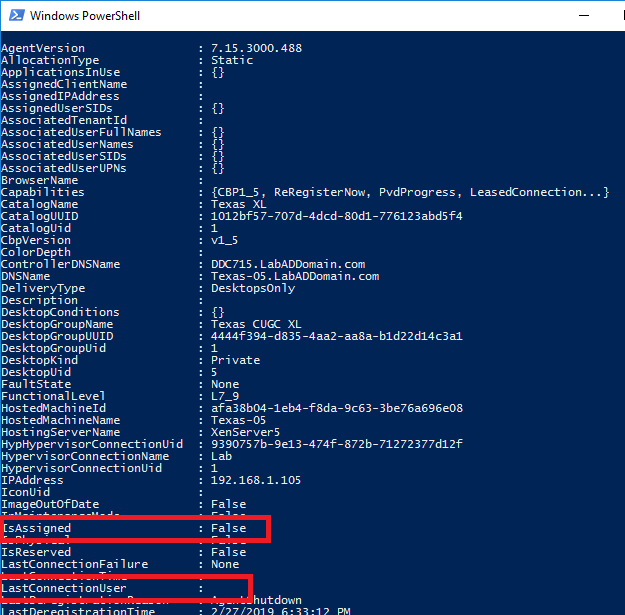 Windows PowerShell
AgentVersion : 7.15.3000.488
AllocationType : Static
ApplicationsInUse : {}
AssignedClientName :
AssignedIPAddress :
AssignedUserSIDs : {}
AssociatedTenantId :
AssociatedUserFullNames : {}
AssociatedUserNames : {}
AssociatedUserSIDs : {}
AssociatedUserUPNs : {}
BrowserName :
Capabilities : {CBP1_5, ReRegisterNow, PvdProgress, LeasedConnection...}
CatalogName : Texas XL
CatalogUUID : 1012bf57-707d-4dcd-80d1-776123abd5f4
CatalogUid : 1
CbpVersion : v1_5
ColorDepth :
ControllerDNSName : DDC715.LabADDomain.com
DNSName : Texas-05.LabADDomain.com
DeliveryType : DesktopsOnly
Description :
DesktopConditions : {}
DesktopGroupName : Texas CUGC XL
DesktopGroupUUID : 4444f394-d835-4aa2-aa8a-b1d22d14c3a1
DesktopGroupUid : 1
DesktopKind : Private
DesktopUid : 5
FaultState : None
FunctionalLevel : L7_9
HostedMachineId : afa38b04-1eb4-f8da-9c63-3be76a696e08
HostedMachineName : Texas-05
HostingServerName : XenServer5
HypHypervisorConnectionUid : 9390757b-9e13-474f-872b-71272377d12f
HypervisorConnectionName : Lab
HypervisorConnectionUid : 1
IPAddress : 192.168.1.105
IconUid :
ImageOutOfDate : False
InMaintenanceMode : False
IsAssigned : False
IsPhysical : False
IsReserved : False
LastConnectionFailure : None
LastConnectionTime :
LastConnectionUser :
LastDeregistrationReason : AgentShutdown
LastDeregistrationTime : 2/27/2019 6:33:12 PM